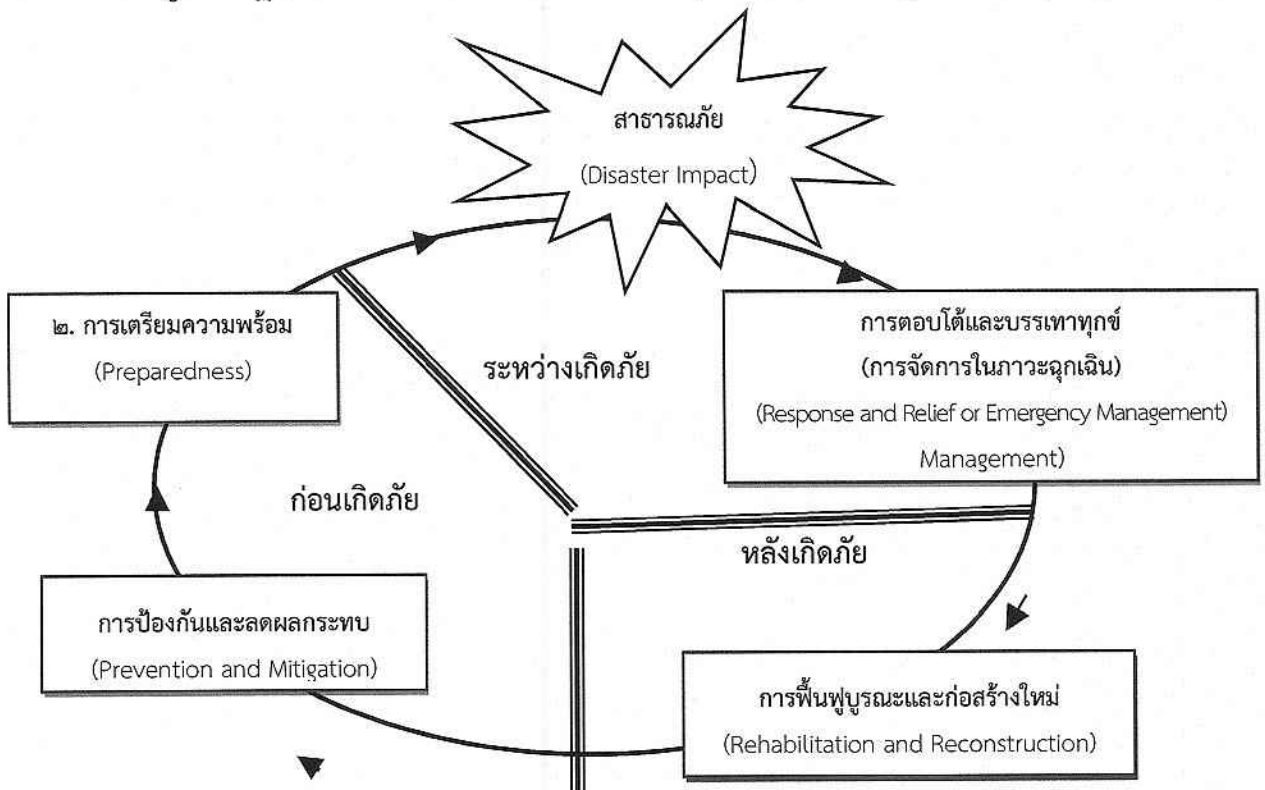 สาธารณภัย
(Disaster Impact)
๒. การเตรียมความพร้อม
(Preparedness)
ระหว่างเกิดภัย
การตอบโต้และบรรเทาทุกข์
(การจัดการในภาวะฉุกเฉิน)
(Response and Relief or Emergency Management)
Management)
ก่อนเกิดภัย
หลังเกิดภัย
การป้องกันและลดผลกระทบ
(Prevention and Mitigation)
การฟื้นฟูบูรณะและก่อสร้างใหม่
(Rehabilitation and Reconstruction)